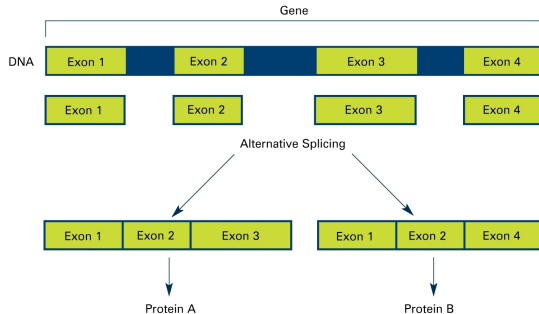 Gene
DNA Exon 1 Exon 2 Exon 3 Exon 4
Exon 1 Exon 2 Exon 3 Exon 4
Alternative Splicing
Exon 1 Exon 2 Exon 3 Exon 1 Exon 2 Exon 4
Protein A Protein B